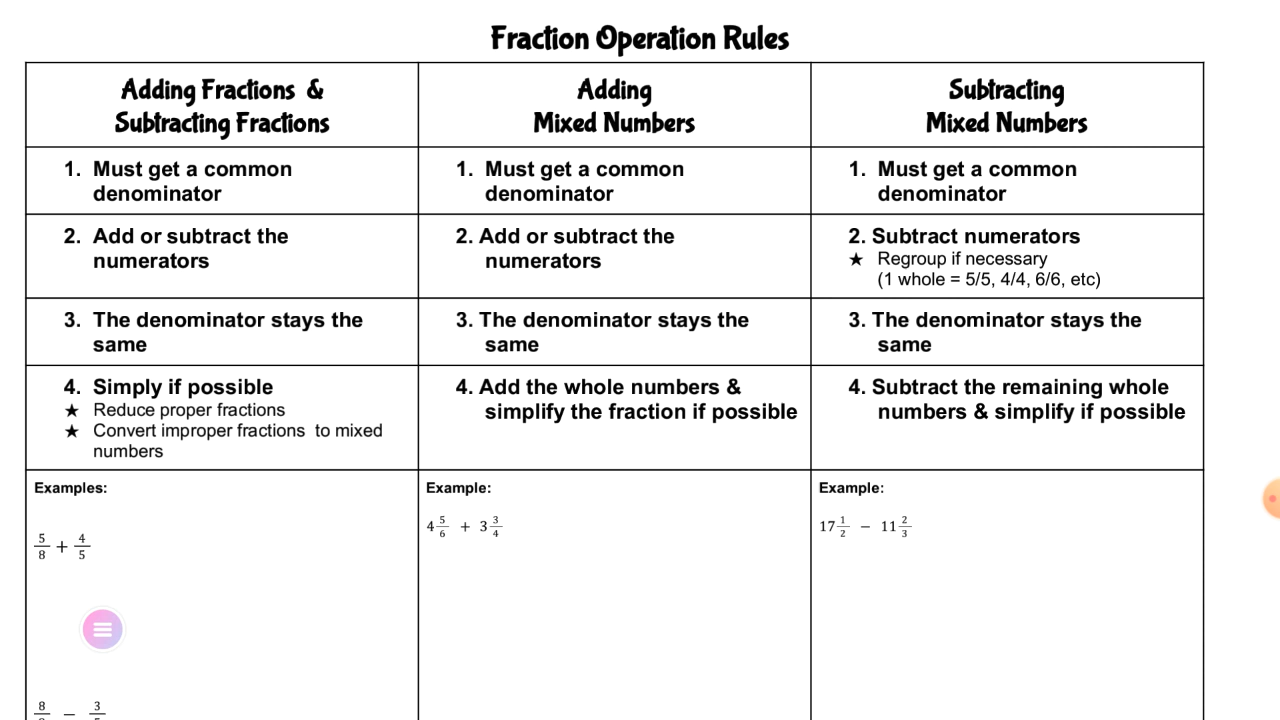 Fraction Operation Rules
Adding Fractions &
Subtracting Fractions
Adding
Mixed Numbers
Subtracting
Mixed Numbers
1. Must get a common
denominator
1. Must get a common
denominator
1. Must get a common
denominator
2. Add or subtract the
numerators
2. Add or subtract the
numerators
2. Subtract numerators
★ Regroup if necessary
(1 whole = 5/5, 4/4, 6/6, etc)
3. The denominator stays the
same
3. The denominator stays the
same
3. The denominator stays the
same
4. Simply if possible
★ Reduce proper fractions
★ Convert improper fractions to mixed
numbers
4. Add the whole numbers &
simplify the fraction if possible
4. Subtract the remaining whole
numbers & simplify if possible
Examples:
5/8 + 4/5
8 − 3
Example:
4 5/6 + 3 3/4
Example:
17 1/2 − 11 2/3